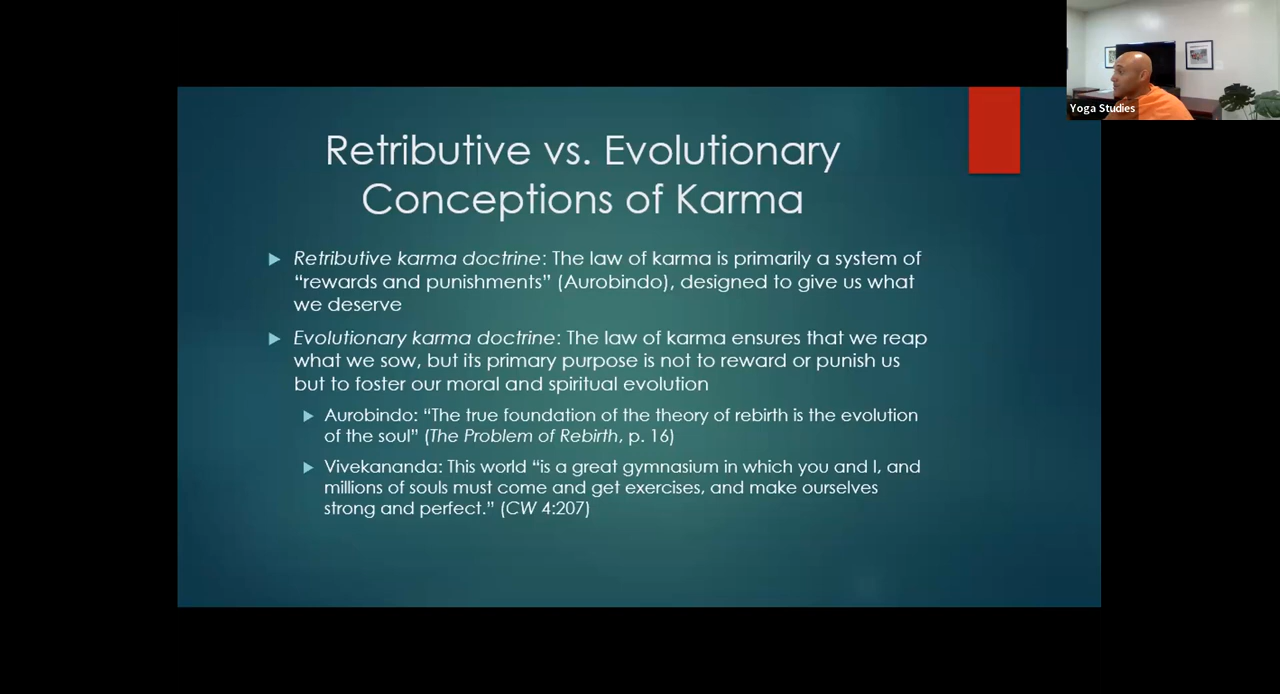 Retributive vs. Evolutionary
Conceptions of Karma
Retributive karma doctrine: The law of karma is primarily a system of
“rewards and punishments” (Aurobindo), designed to give us what
we deserve
Evolutionary karma doctrine: The law of karma ensures that we reap
what we sow, but its primary purpose is not to reward or punish us
but to foster our moral and spiritual evolution
Aurobindo: “The true foundation of the theory of rebirth is the evolution
of the soul” (The Problem of Rebirth, p. 16)
Vivekananda: This world “is a great gymnasium in which you and I, and
millions of souls must come and get exercises, and make ourselves
strong and perfect.” (CW 4:207)
Yoga Studies